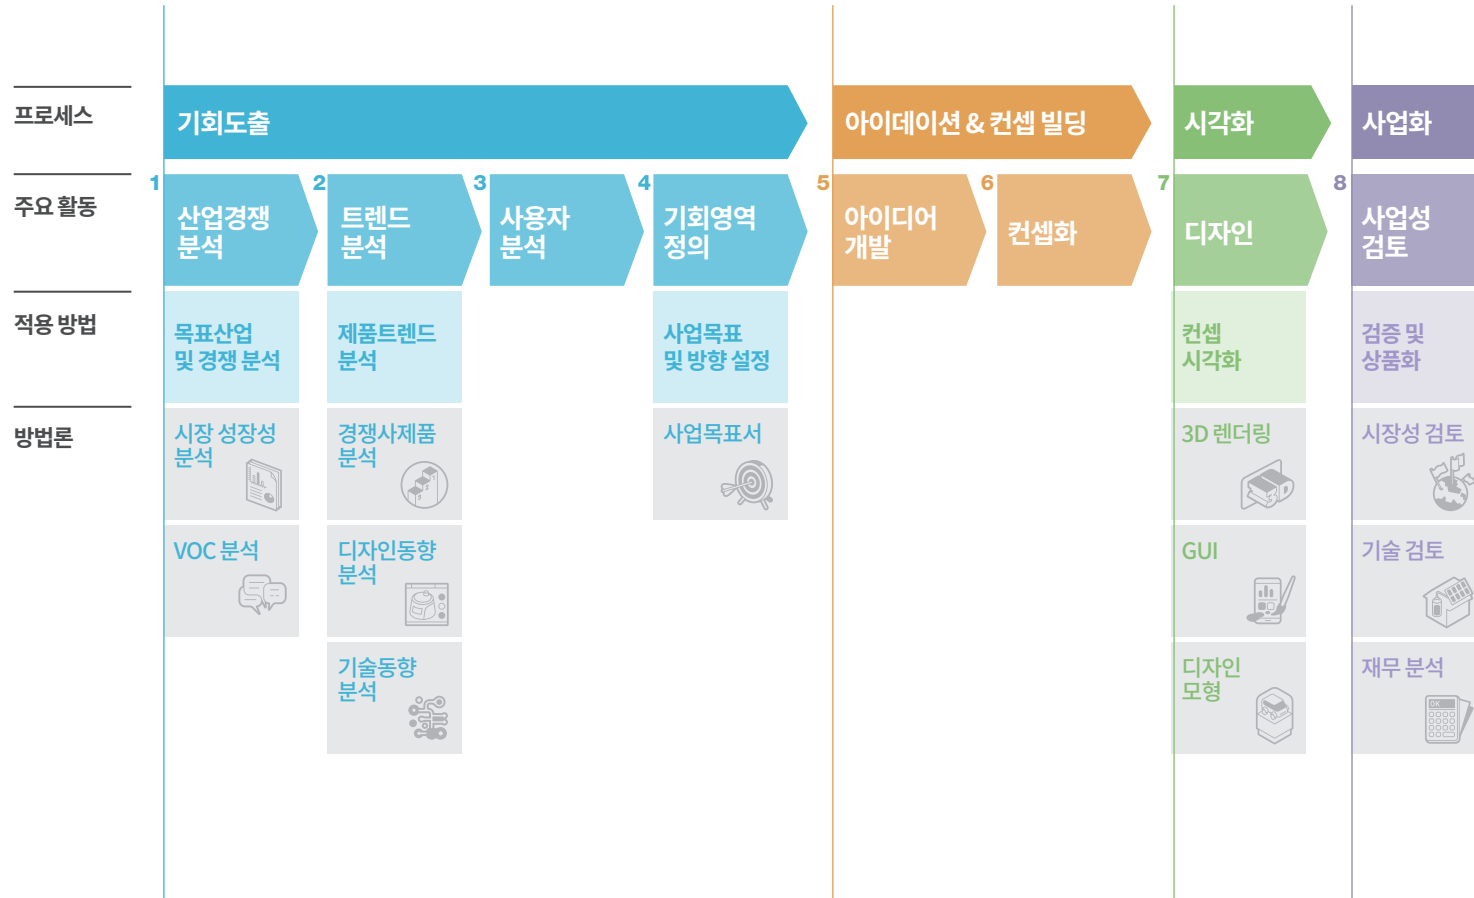 프로세스
기회도출
아이데이션 & 컨셉 빌딩
시각화
사업화
주요 활동
1
산업경쟁
분석
2
트렌드
분석
3
사용자
분석
4
기회영역
정의
5
아이디어
개발
6
컨셉화
7
디자인
8
사업성
검토
적용 방법
목표산업
및 경쟁 분석
제품트렌드
분석
사업목표
및 방향 설정
컨셉
시각화
검증 및
상품화
방법론
시장 성장성
분석
경쟁사제품
분석
사업목표서
3D 렌더링
시장성 검토
VOC 분석
디자인동향
분석
GUI
기술 검토
기술동향
분석
디자인
모형
재무 분석
OK